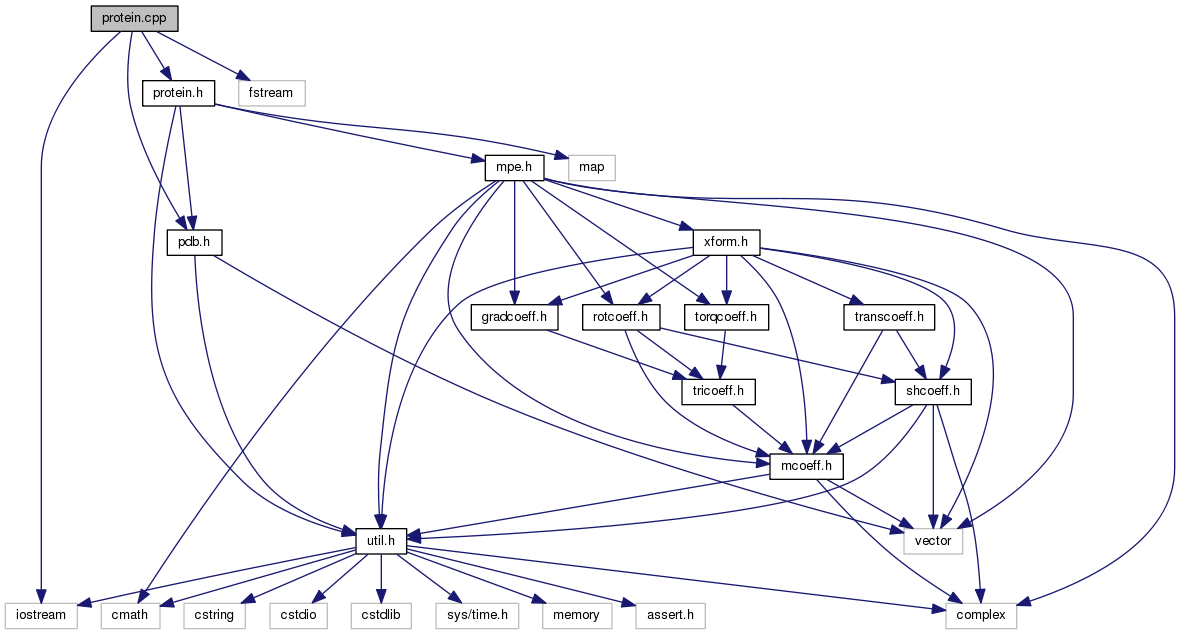 protein.cpp
protein.h
fstream
mpe.h
map
pdb.h
xform.h
gradcoeff.h
rotcoeff.h
torqcoeff.h
transcoeff.h
tricoeff.h
shcoeff.h
mcoeff.h
util.h
vector
iostream
cmath
cstring
cstdio
cstdlib
sys/time.h
memory
assert.h
complex